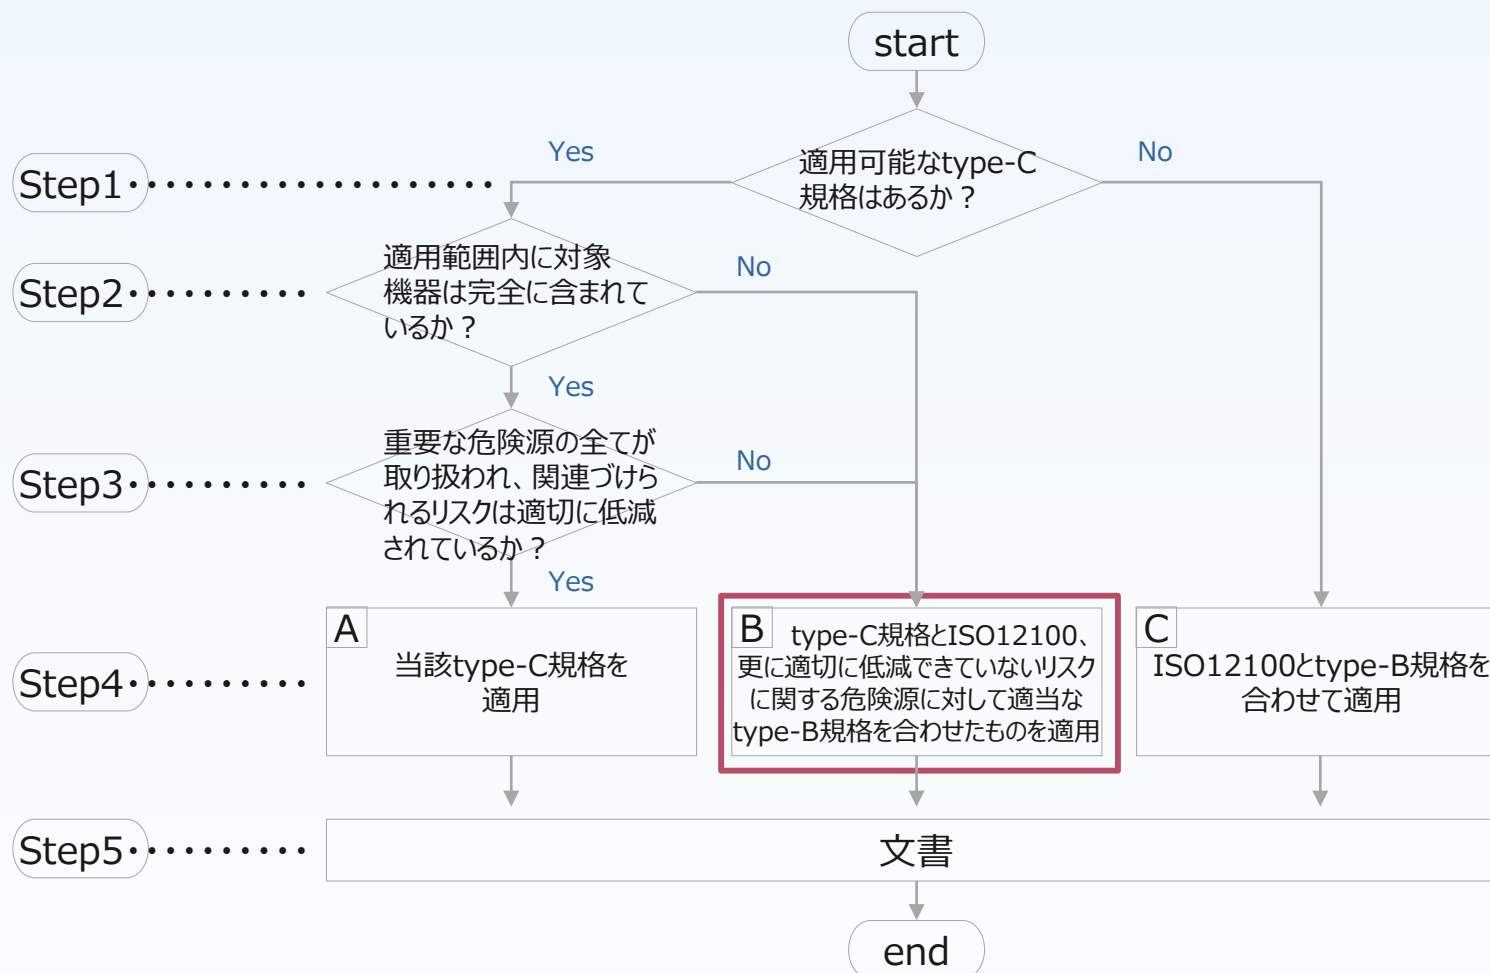 start
適用可能なtype-C
規格はあるか？
Yes
No
Step1
適用範囲内に対象
機器は完全に含まれて
いるか？
No
Step2
Yes
重要な危険源の全てが
取り扱われ、関連づけら
れるリスクは適切に低減
されているか？
No
Step3
Yes
Step4
A
当該type-C規格を
適用
B
type-C規格とISO12100、
更に適切に低減できていないリスク
に関する危険源に対して適当な
type-B規格を合わせたものを適用
C
ISO12100とtype-B規格を
合わせて適用
Step5
文書
end